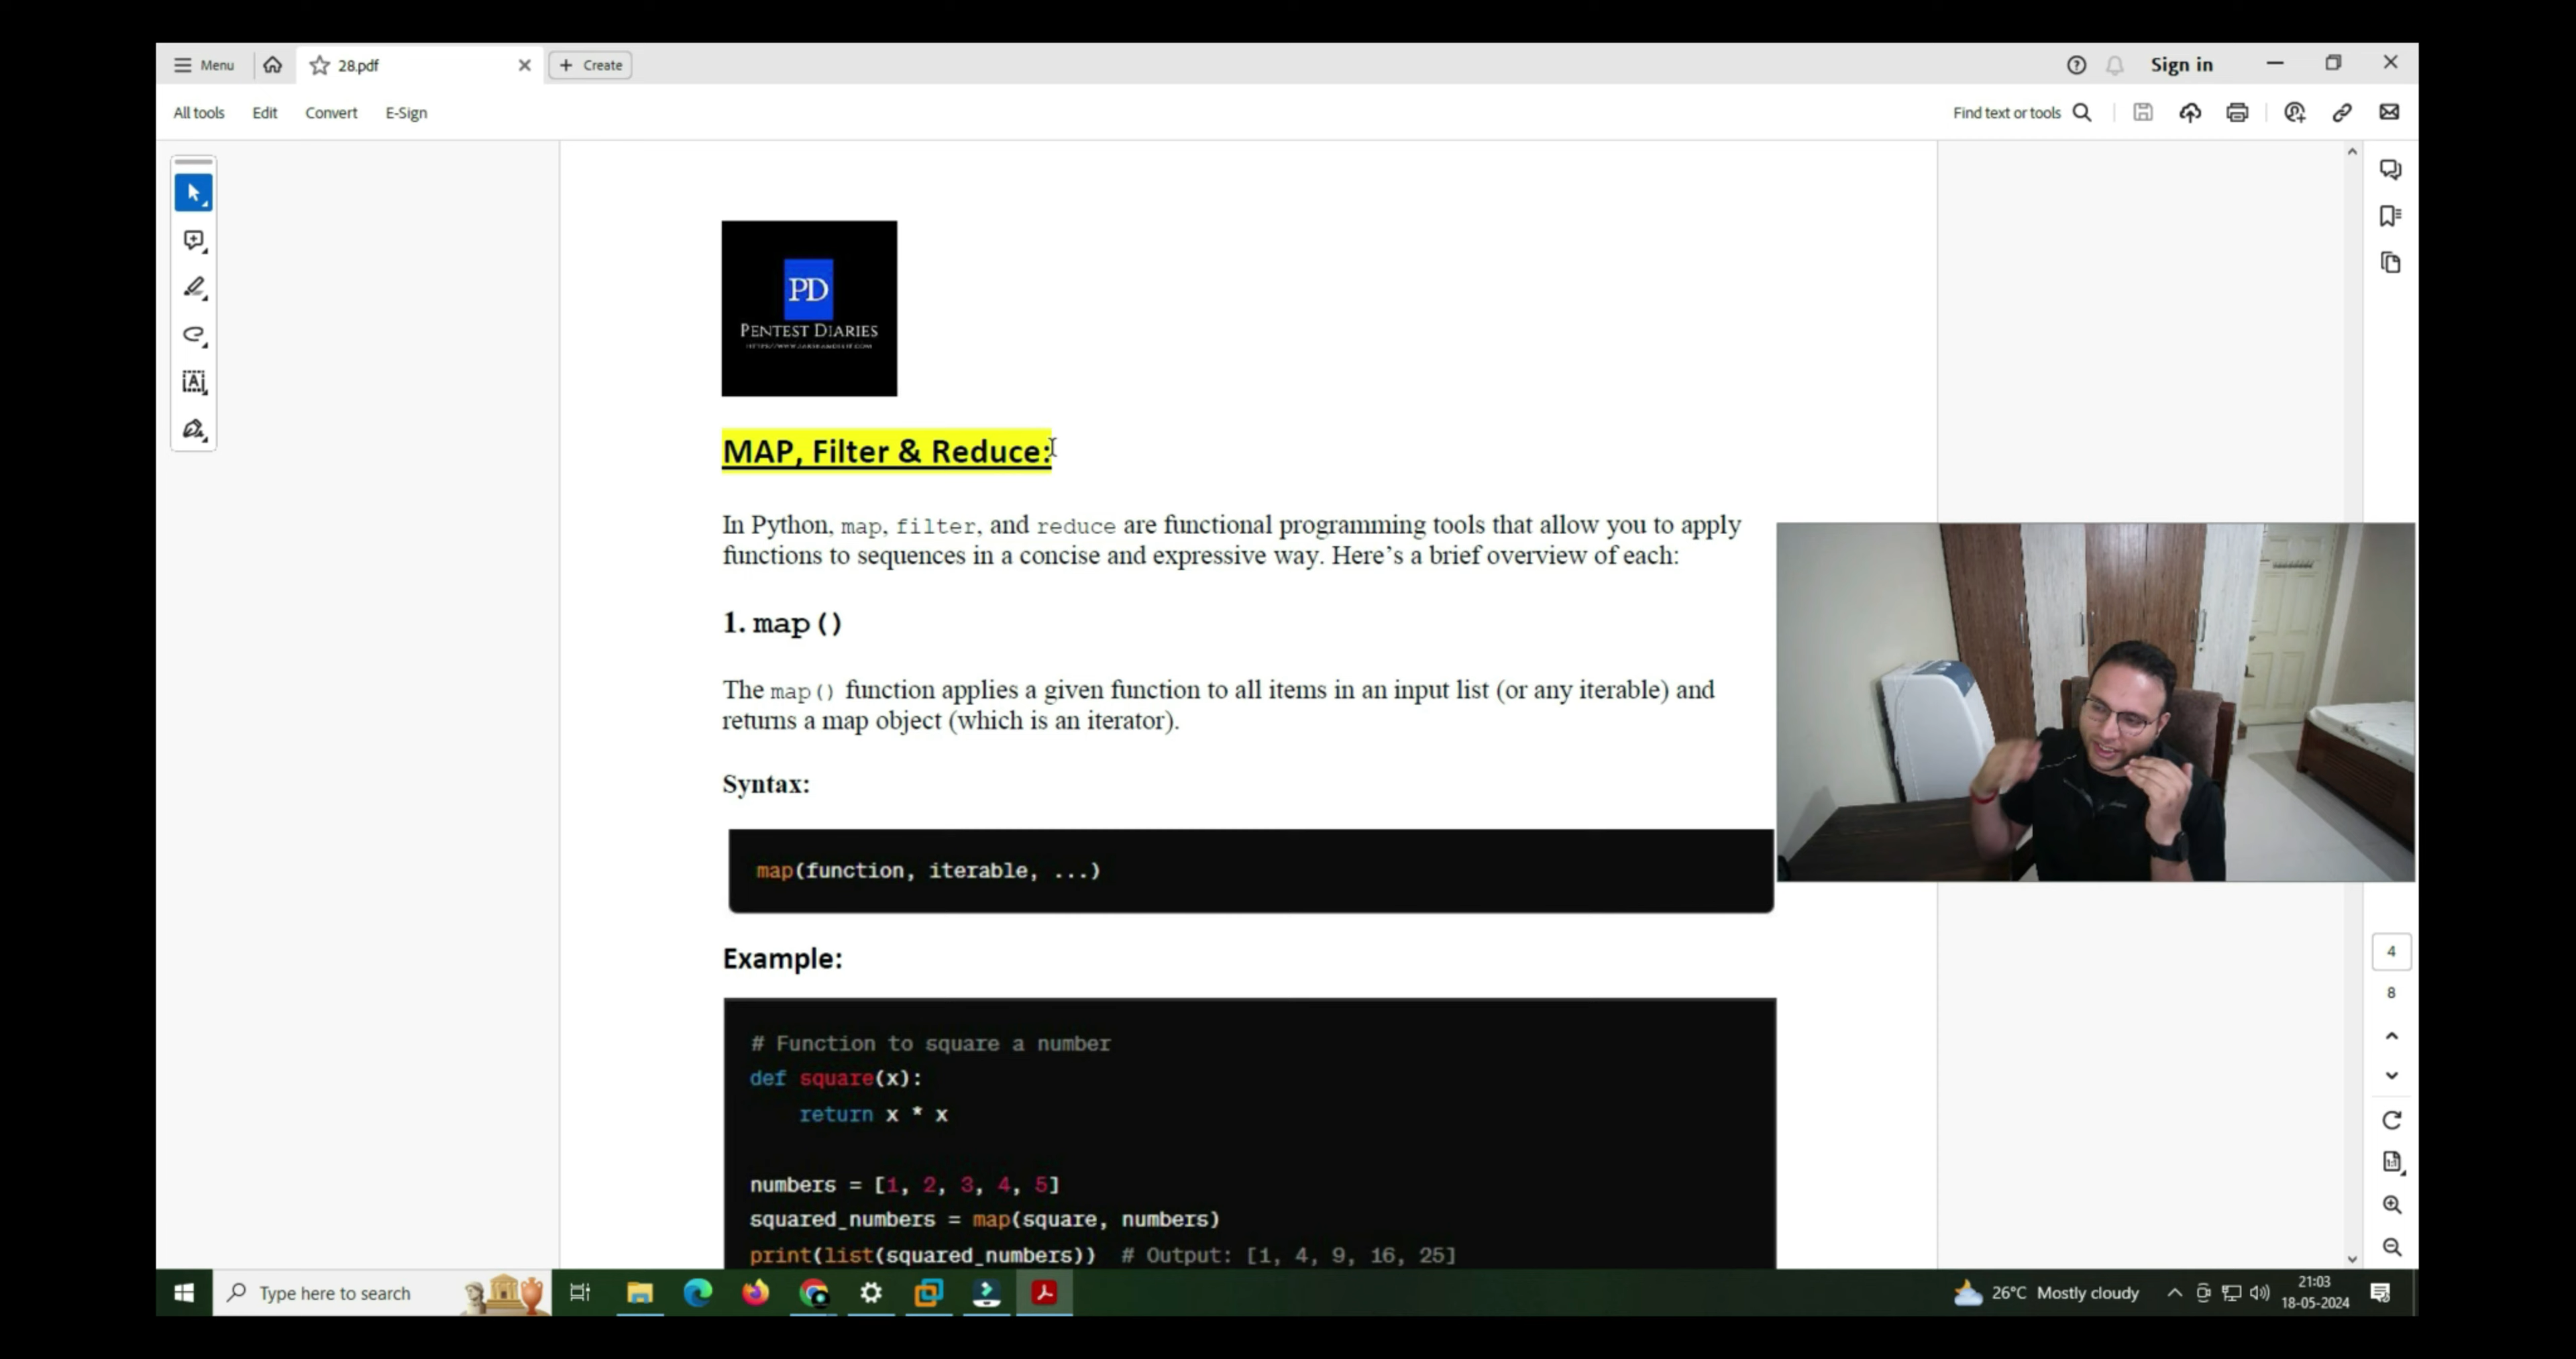 Menu
28.pdf
Create
Sign in
All tools
Edit
Convert
E-Sign
Find text or tools
PD
PENTEST DIARIES
MAP, Filter & Reduce:
In Python, map, filter, and reduce are functional programming tools that allow you to apply
functions to sequences in a concise and expressive way. Here’s a brief overview of each:
1. map()
The map() function applies a given function to all items in an input list (or any iterable) and
returns a map object (which is an iterator).
Syntax:
map(function, iterable, ...)
Example:
# Function to square a number
def square(x):
return x * x
numbers = [1, 2, 3, 4, 5]
squared_numbers = map(square, numbers)
print(list(squared_numbers)) # Output: [1, 4, 9, 16, 25]
4
8
Type here to search
26°C Mostly cloudy
21:03
18-05-2024